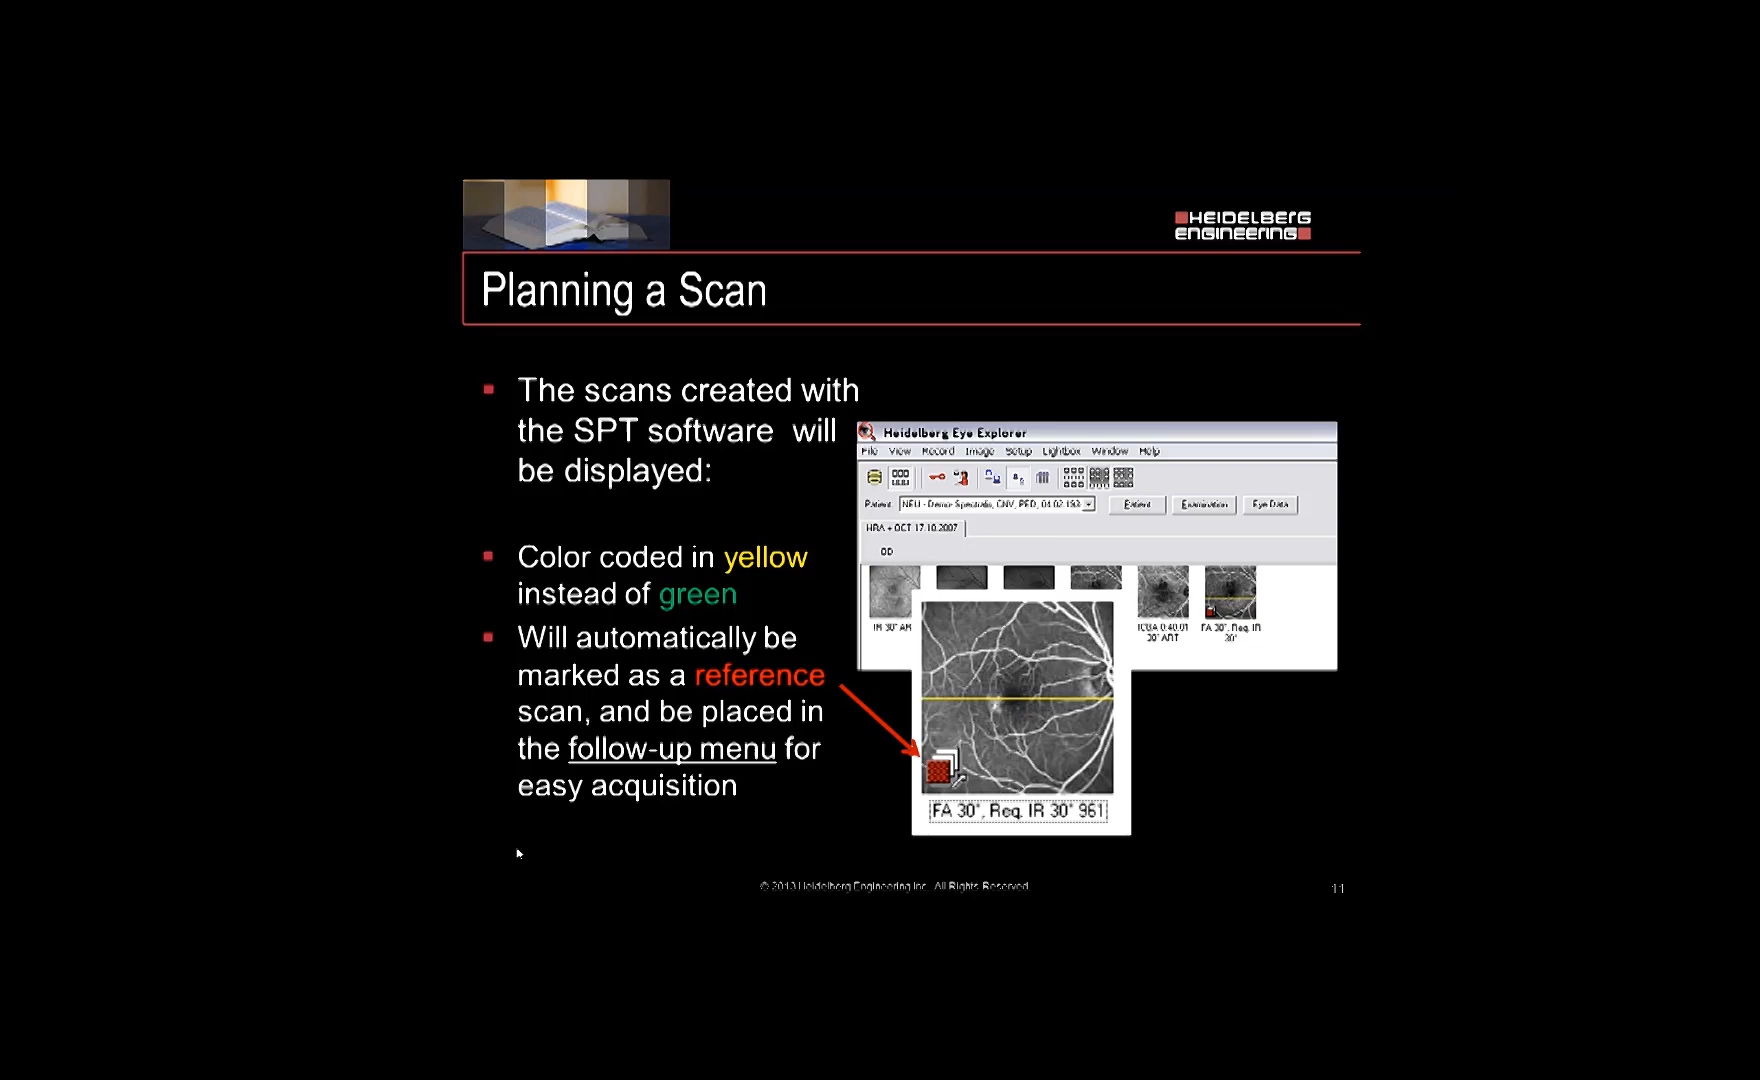 HEIDELBERG
ENGINEERING
Planning a Scan
The scans created with
the SPT software will
be displayed:
Color coded in yellow
instead of green
Will automatically be
marked as a reference
scan, and be placed in
the follow-up menu for
easy acquisition
Heidelberg Eye Explorer
File View Record Image Setup Lightbox Window Help
Patient: NEU - Demo Spectralis, CNV, PED, 04.02.193 Patient Examination Eye Data
HRA + OCT 17.10.2007
OD
IR 30° AR
ICGA 0:40.01
30° ART
FA 30°, Req. IR
30°
FA 30°, Req. IR 30° 961
© 2013 Heidelberg Engineering Inc. All Rights Reserved
11